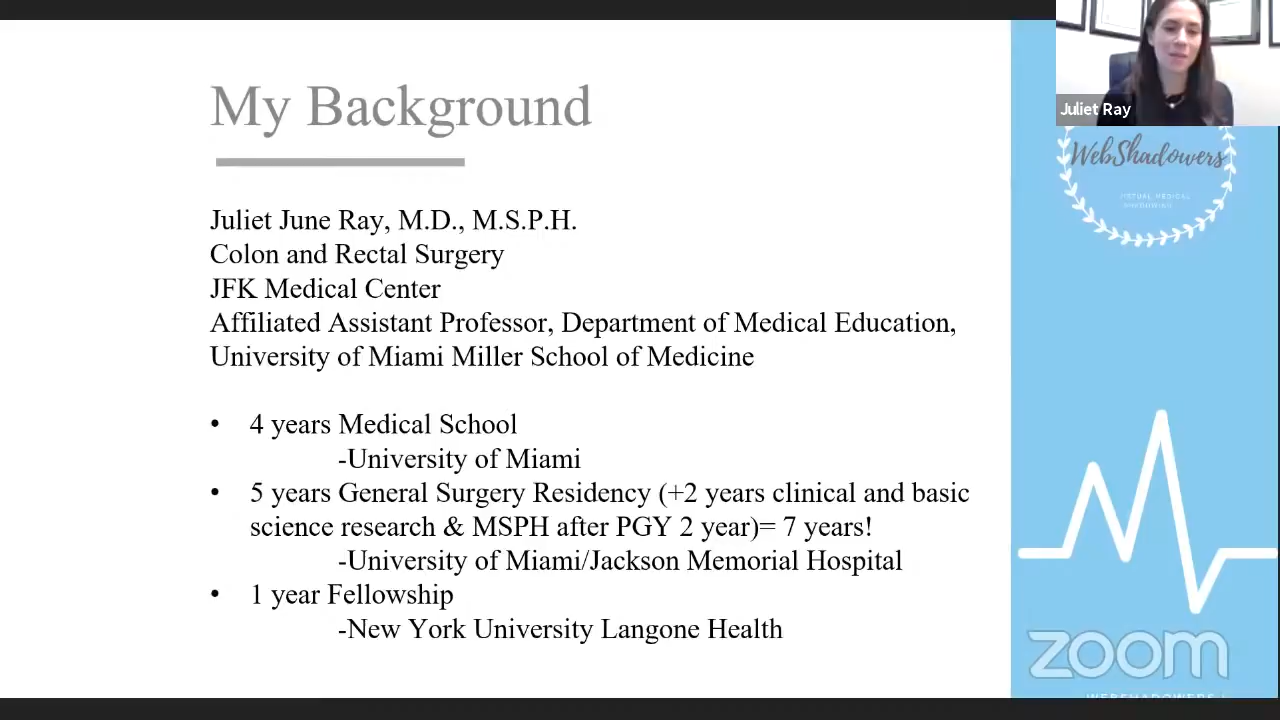 My Background
Juliet June Ray, M.D., M.S.P.H.
Colon and Rectal Surgery
JFK Medical Center
Affiliated Assistant Professor, Department of Medical Education,
University of Miami Miller School of Medicine
• 4 years Medical School
-University of Miami
• 5 years General Surgery Residency (+2 years clinical and basic
science research & MSPH after PGY 2 year)= 7 years!
-University of Miami/Jackson Memorial Hospital
• 1 year Fellowship
-New York University Langone Health
Juliet Ray
WebShadowers
VIRTUAL MEDICAL
SHADOWING
zoom